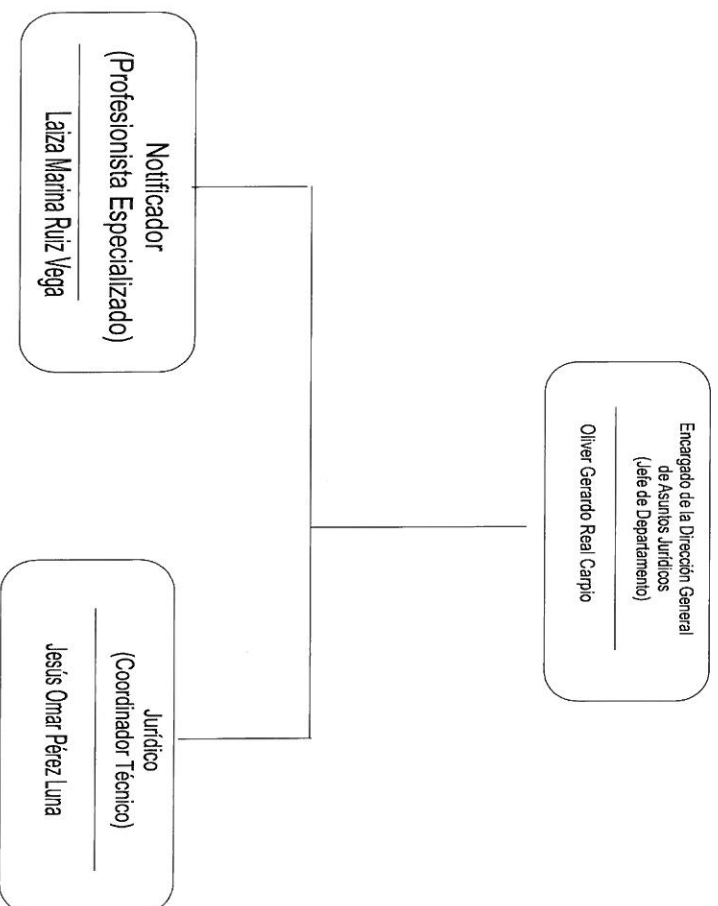 Encargado de la Dirección General
de Asuntos Jurídicos
(Jefe de Departamento)
Oliver Gerardo Real Carpio
Notificador
(Profesionista Especializado)
Laiza Marina Ruiz Vega
Jurídico
(Coordinador Técnico)
Jesús Omar Pérez Luna